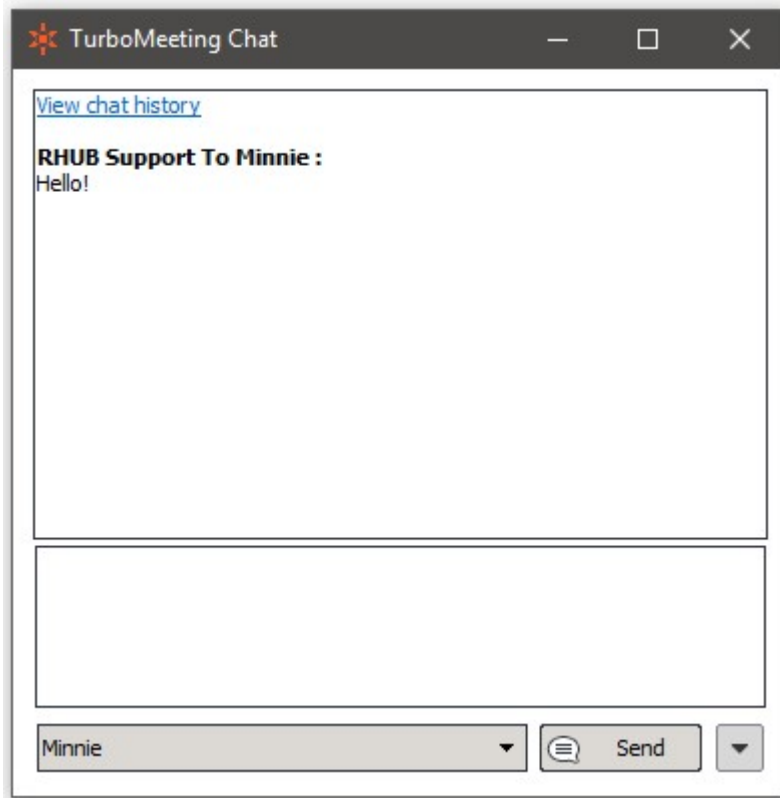 TurboMeeting Chat
View chat history
RHUB Support To Minnie :
Hello!
Minnie
Send